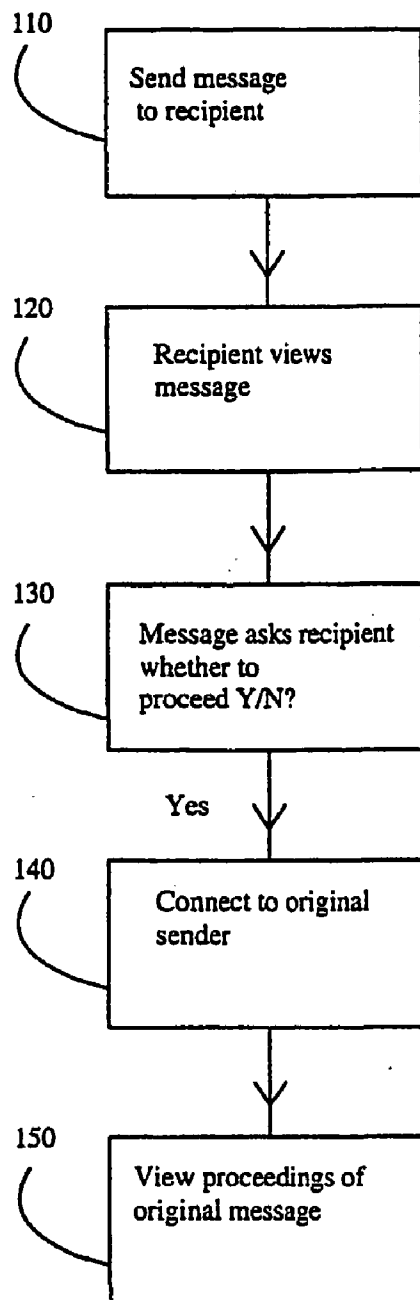 110
Send message
to recipient
120
Recipient views
message
130
Message asks recipient
whether to
proceed Y/N?
Yes
140
Connect to original
sender
150
View proceedings of
original message